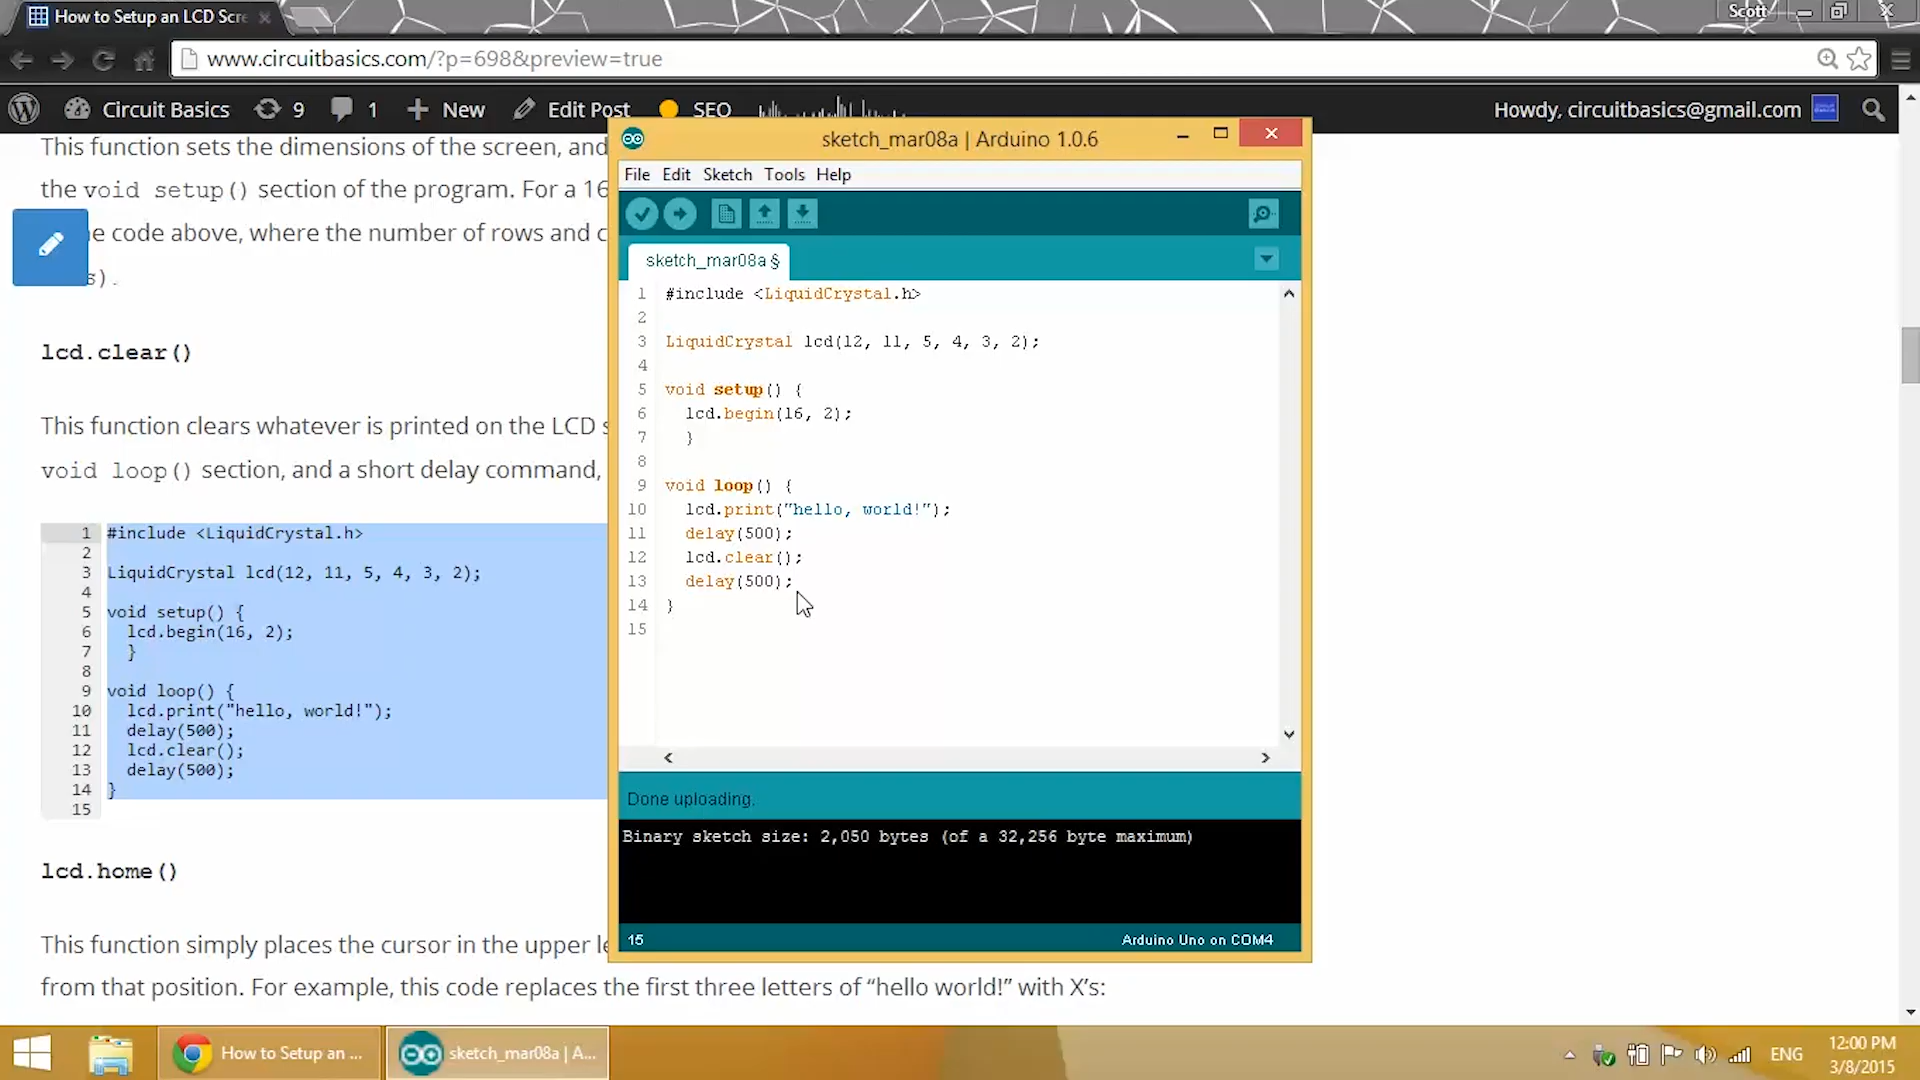 How to Setup an LCD Scre
Scott
www.circuitbasics.com/?p=698&preview=true
Circuit Basics
9
1
New
Edit Post
SEO
Howdy, circuitbasics@gmail.com
This function sets the dimensions of the screen, and
the void setup() section of the program. For a 16
e code above, where the number of rows and c
s).
lcd.clear()
This function clears whatever is printed on the LCD s
void loop() section, and a short delay command,
1 #include <LiquidCrystal.h>
2
3 LiquidCrystal lcd(12, 11, 5, 4, 3, 2);
4
5 void setup() {
6 lcd.begin(16, 2);
7 }
8
9 void loop() {
10 lcd.print("hello, world!");
11 delay(500);
12 lcd.clear();
13 delay(500);
14 }
15
lcd.home()
This function simply places the cursor in the upper le
from that position. For example, this code replaces the first three letters of “hello world!” with X’s:
sketch_mar08a | Arduino 1.0.6
File Edit Sketch Tools Help
sketch_mar08a §
1 #include <LiquidCrystal.h>
2
3 LiquidCrystal lcd(12, 11, 5, 4, 3, 2);
4
5 void setup() {
6 lcd.begin(16, 2);
7 }
8
9 void loop() {
10 lcd.print("hello, world!");
11 delay(500);
12 lcd.clear();
13 delay(500);
14 }
15
Done uploading.
Binary sketch size: 2,050 bytes (of a 32,256 byte maximum)
15
Arduino Uno on COM4
How to Setup an ...
sketch_mar08a | A...
ENG
12:00 PM
3/8/2015